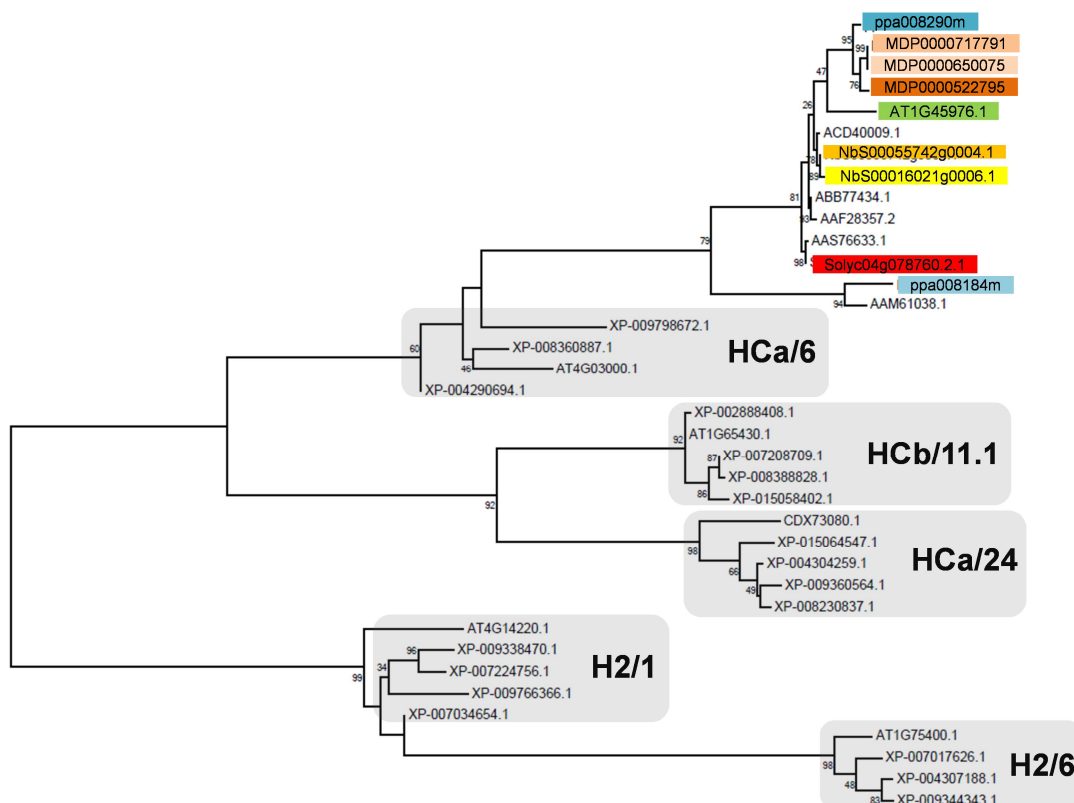 ppa008290m
95
99
MDP0000717791
MDP0000650075
76
MDP0000522795
47
26
AT1G45976.1
ACD40009.1
78
NbS00055742g0004.1
89
NbS00016021g0006.1
81
ABB77434.1
93
AAF28357.2
79
AAS76633.1
98
Solyc04g078760.2.1
ppa008184m
94
AAM61038.1
XP-009798672.1
60
XP-008360887.1
HCa/6
46
AT4G03000.1
XP-004290694.1
XP-002888408.1
92
AT1G65430.1
87
XP-007208709.1
HCb/11.1
XP-008388828.1
86
XP-015058402.1
92
CDX73080.1
98
XP-015064547.1
66
XP-004304259.1
HCa/24
49
XP-009360564.1
XP-008230837.1
AT4G14220.1
96
XP-009338470.1
34
XP-007224756.1
H2/1
99
XP-009766366.1
XP-007034654.1
AT1G75400.1
98
XP-007017626.1
H2/6
48
XP-004307188.1
83
XP-009344343.1